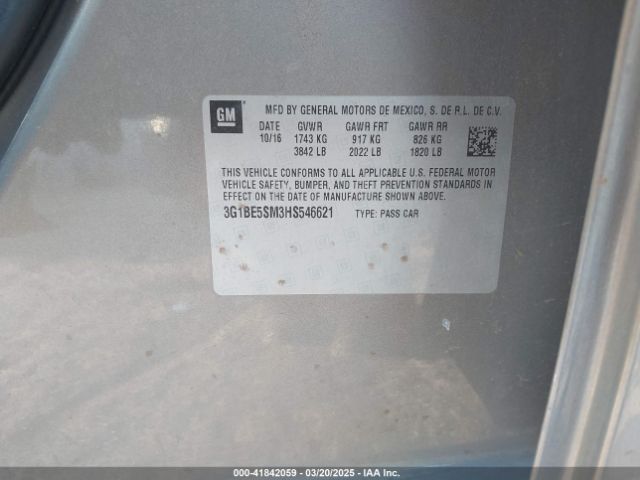 GM
MFD BY GENERAL MOTORS DE MEXICO, S. DE R.L. DE C.V.
DATE GVWR GAWR FRT GAWR RR
10/16 1743 KG 917 KG 826 KG
3842 LB 2022 LB 1820 LB
THIS VEHICLE CONFORMS TO ALL APPLICABLE U.S. FEDERAL MOTOR
VEHICLE SAFETY, BUMPER, AND THEFT PREVENTION STANDARDS IN
EFFECT ON THE DATE OF MANUFACTURE SHOWN ABOVE.
3G1BE5SM3HS546621 TYPE: PASS CAR
000-41842059 — 03/20/2025 — IAA Inc.